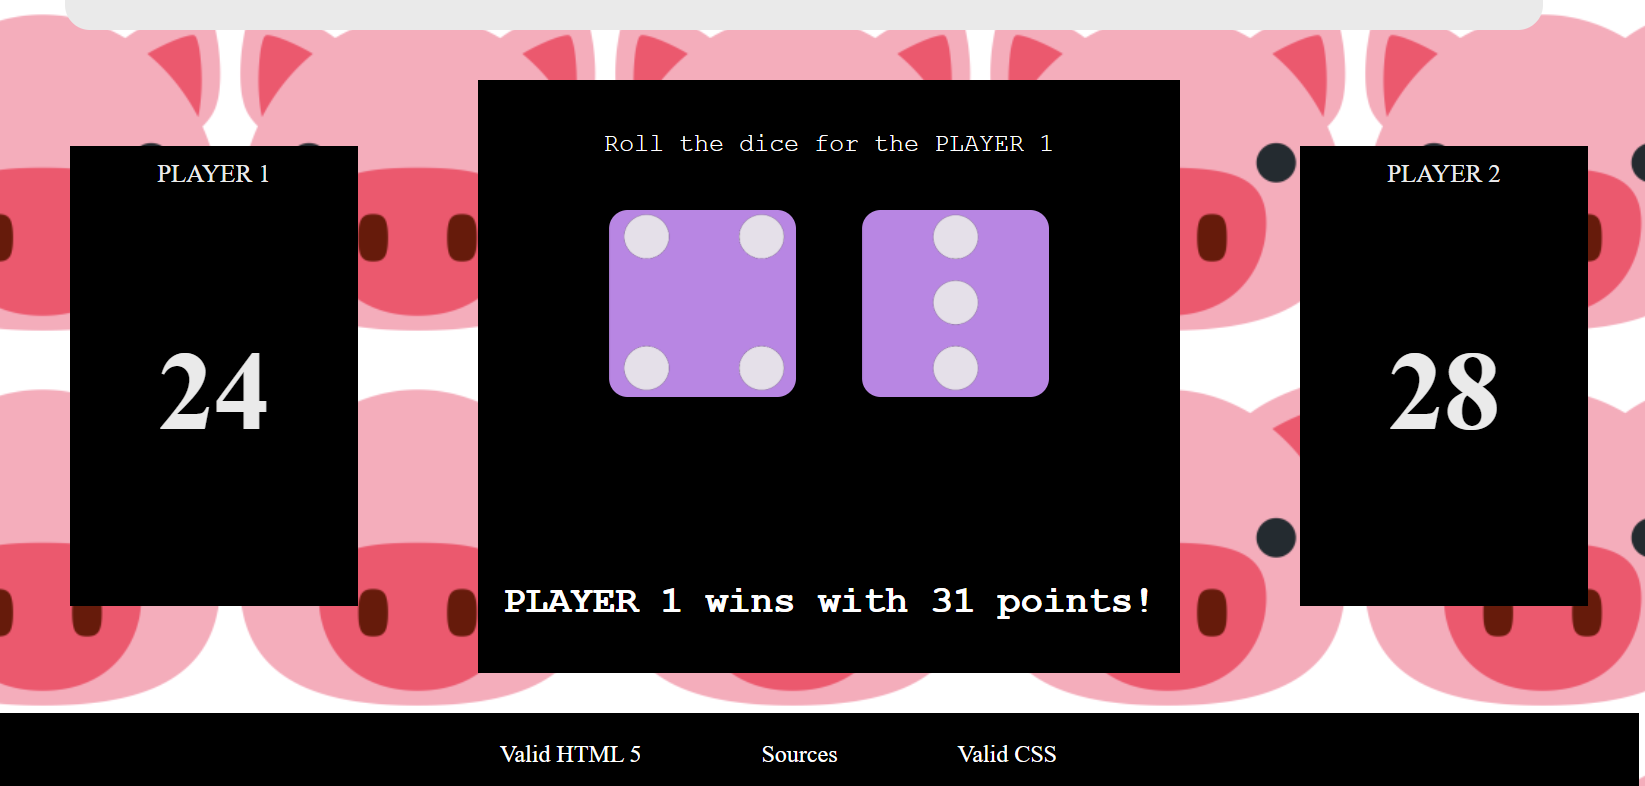 Roll the dice for the PLAYER 1
PLAYER 1
24
PLAYER 2
28
PLAYER 1 wins with 31 points!
Valid HTML 5
Sources
Valid CSS